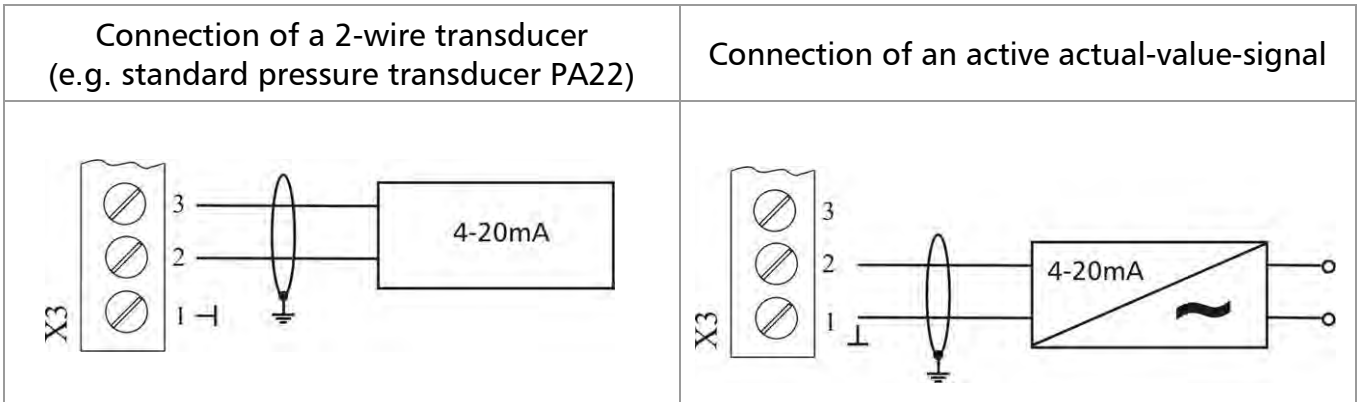 Connection of a 2-wire transducer
(e.g. standard pressure transducer PA22)
Connection of an active actual-value-signal
3
2
1
X3
4-20mA
3
2
1
X3
4-20mA